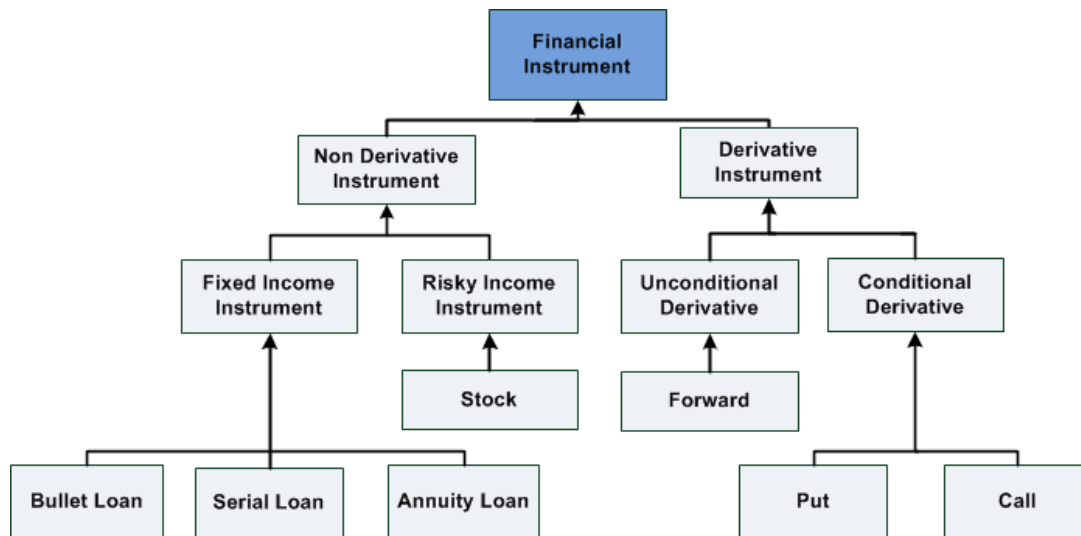 Financial
Instrument
Non Derivative
Instrument
Derivative
Instrument
Fixed Income
Instrument
Risky Income
Instrument
Unconditional
Derivative
Conditional
Derivative
Stock
Forward
Bullet Loan
Serial Loan
Annuity Loan
Put
Call